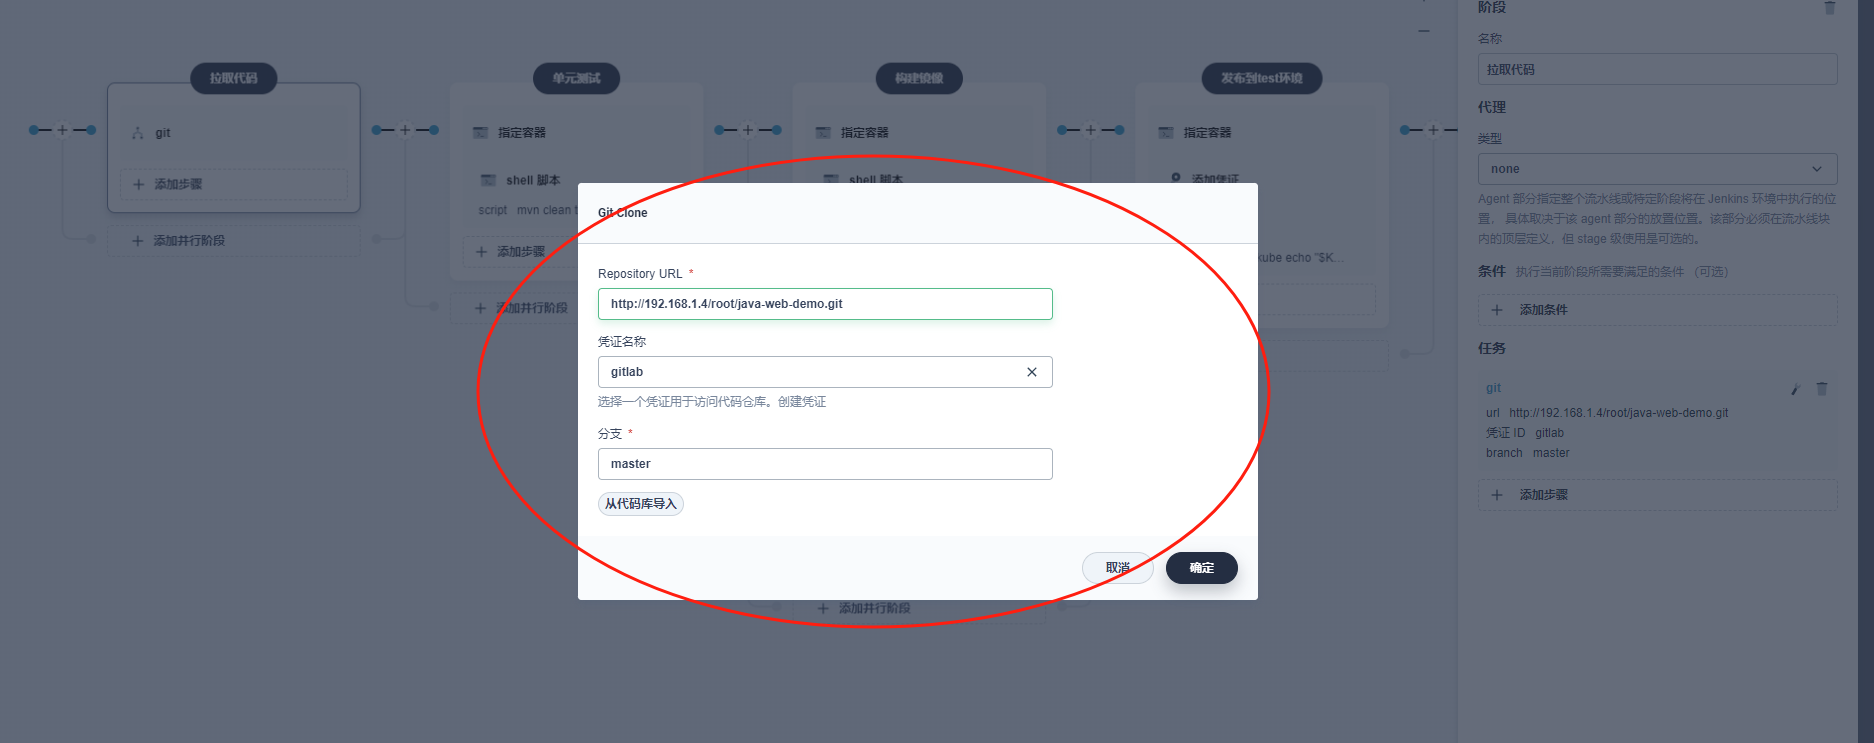 拉取代码
git
添加步骤
添加并行阶段
单元测试
指定容器
shell 脚本
script mvn clean t
添加步骤
添加并行阶段
构建镜像
指定容器
shell 脚本
添加并行阶段
发布到test环境
指定容器
添加凭证
kube echo "$K...
Git Clone
Repository URL *
http://192.168.1.4/root/java-web-demo.git
凭证名称
gitlab
选择一个凭证用于访问代码仓库。创建凭证
分支 *
master
从代码库导入
取消
确定
阶段
名称
拉取代码
代理
类型
none
Agent 部分指定整个流水线或特定阶段将在 Jenkins 环境中执行的位
置， 具体取决于该 agent 部分的放置位置。该部分必须在流水线块
内的顶层定义，但 stage 级使用是可选的。
条件 执行当前阶段所需要满足的条件 （可选）
添加条件
任务
git
url http://192.168.1.4/root/java-web-demo.git
凭证 ID gitlab
branch master
添加步骤